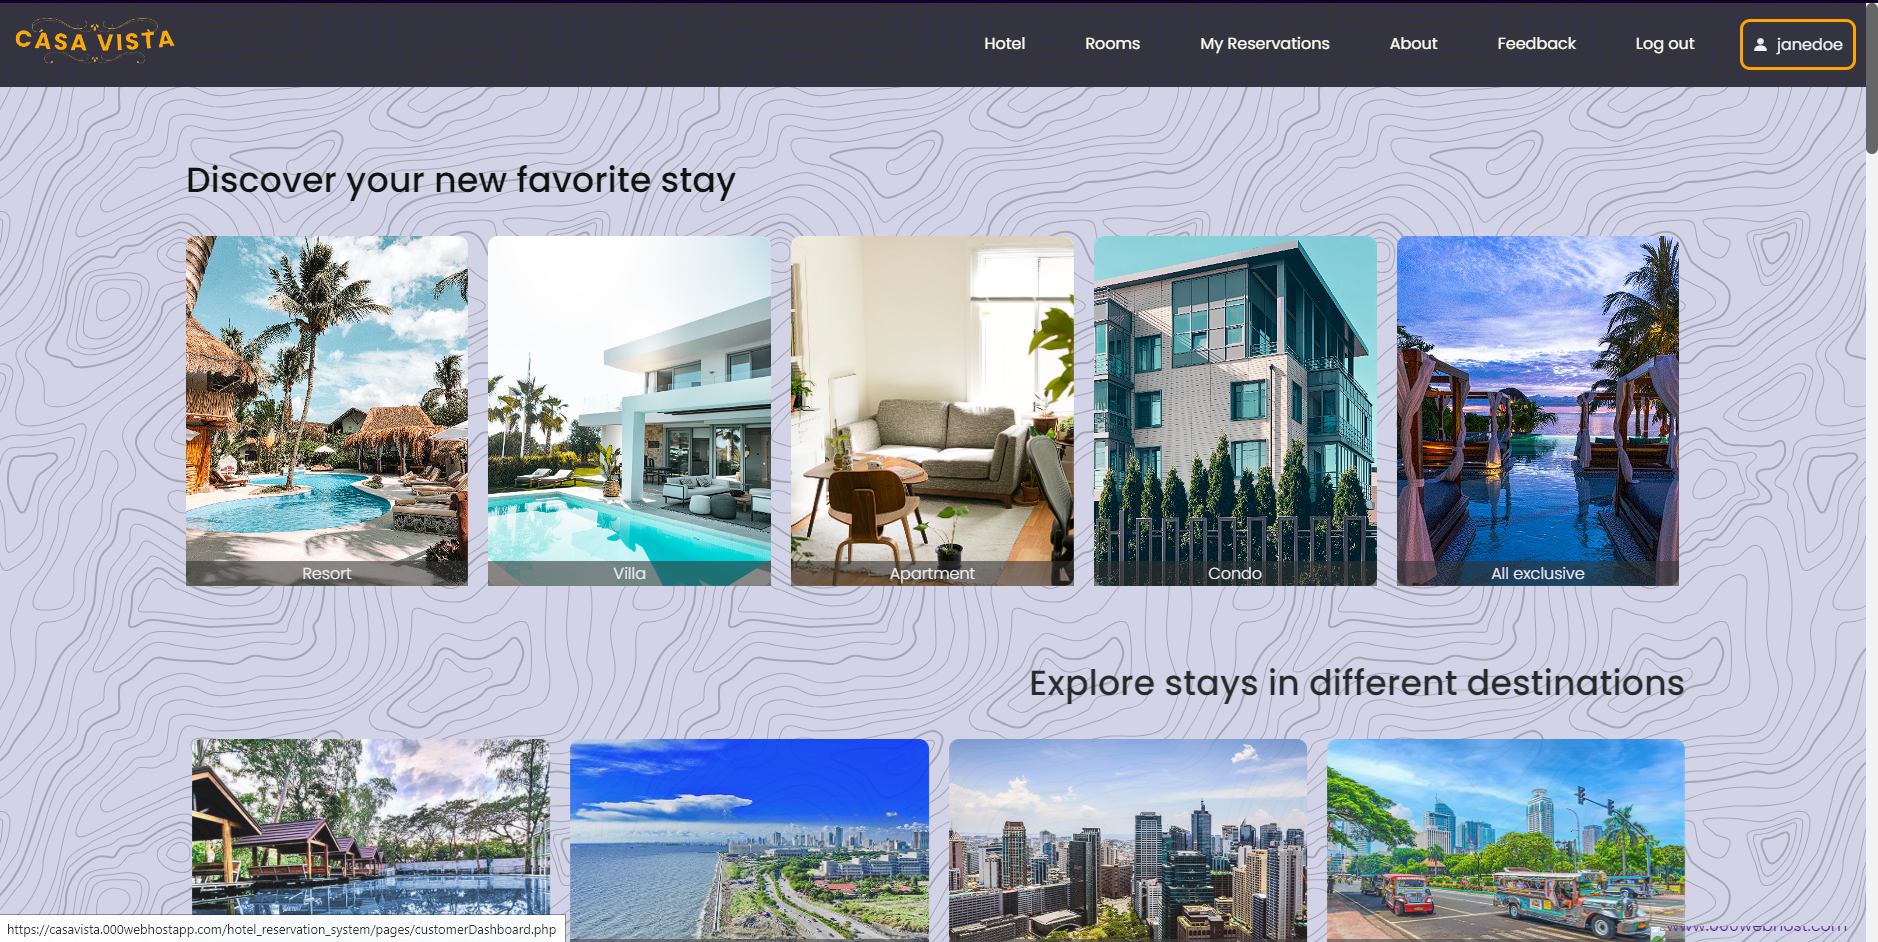 CASA VISTA
Hotel
Rooms
My Reservations
About
Feedback
Log out
janedoe
Discover your new favorite stay
Resort
Villa
Apartment
Condo
All exclusive
Explore stays in different destinations
https://casavista.000webhostapp.com/hotel_reservation_system/pages/customerDashboard.php
www.000webhost.com